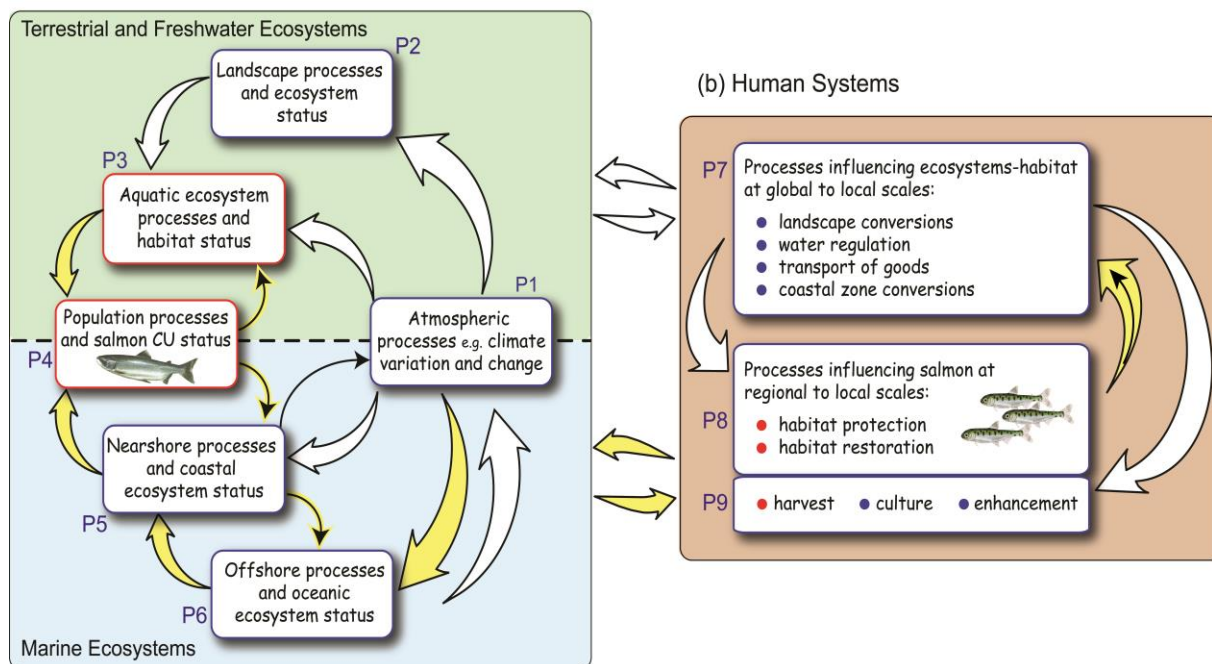 Terrestrial and Freshwater Ecosystems
P2
Landscape processes
and ecosystem
status
P3
Aquatic ecosystem
processes and
habitat status
P1
Atmospheric
processes e.g. climate
variation and change
Population processes
and salmon CU status
P4
Nearshore processes
and coastal
ecosystem status
P5
Offshore processes
and oceanic
ecosystem status
P6
Marine Ecosystems
(b) Human Systems
P7
Processes influencing ecosystems-habitat
at global to local scales:
landscape conversions
water regulation
transport of goods
coastal zone conversions
Processes influencing salmon at
regional to local scales:
P8
habitat protection
habitat restoration
P9
harvest culture enhancement